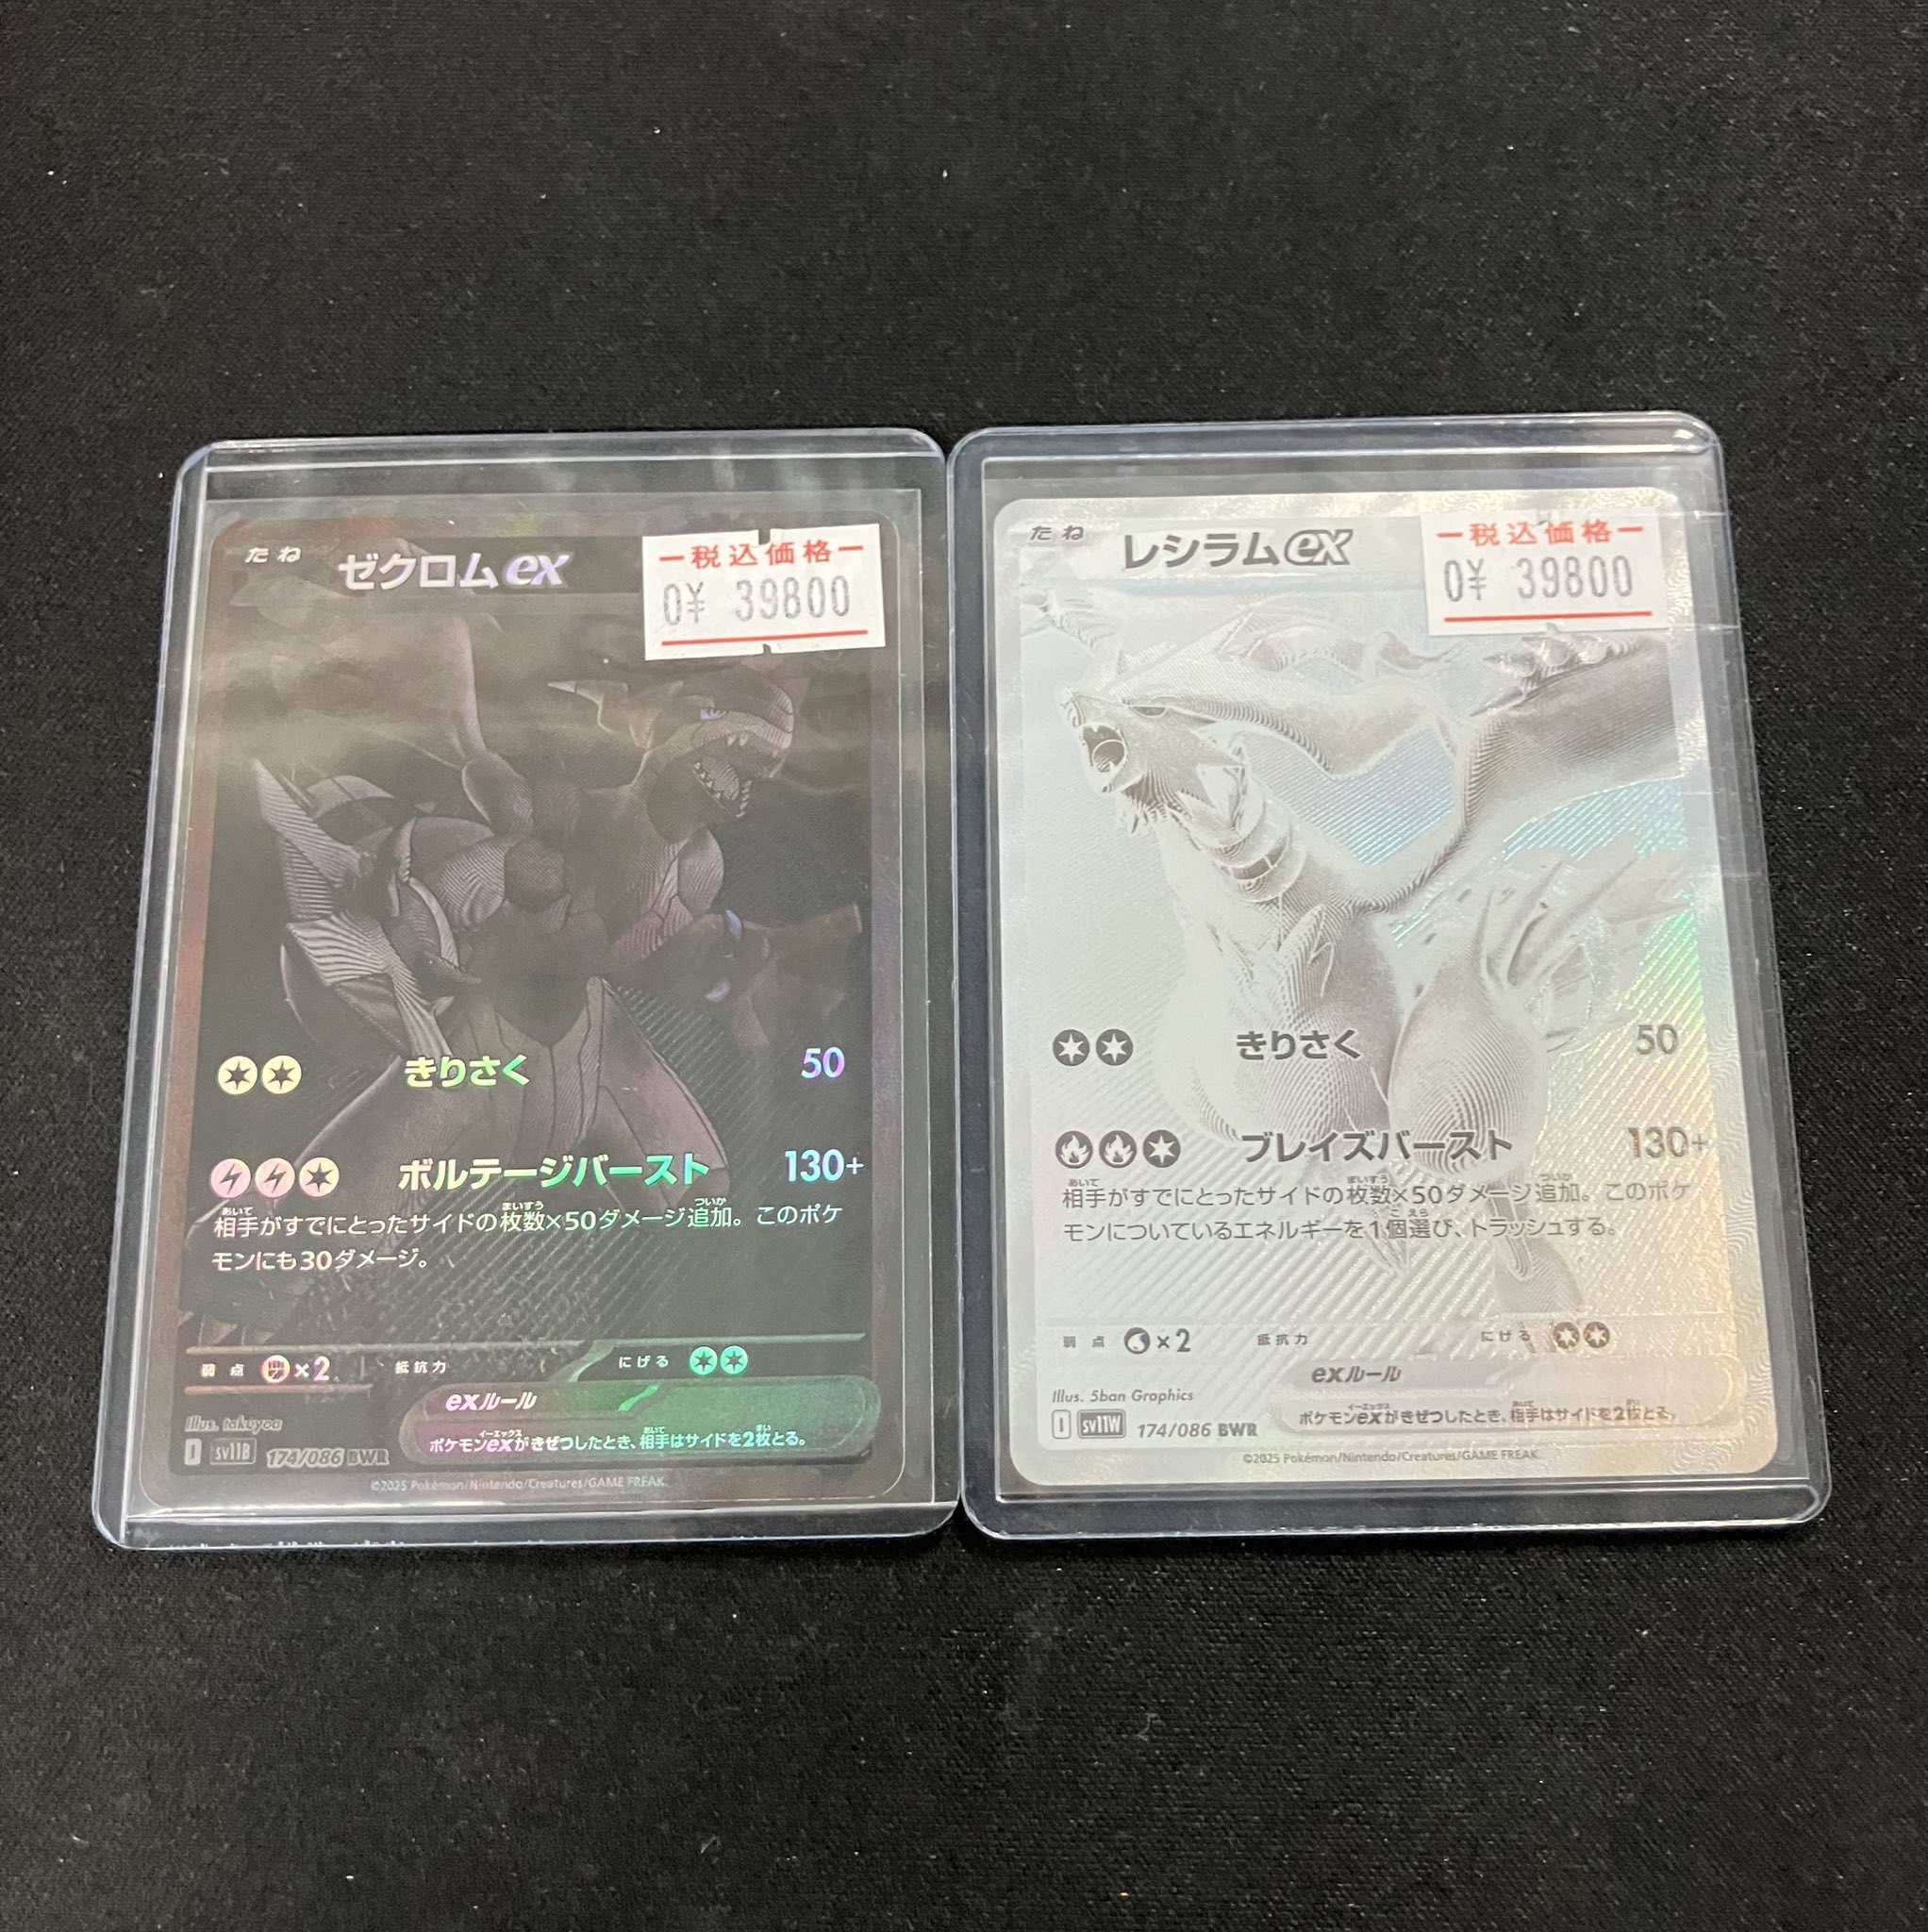 たね
ゼクロムex
税込価格
0¥ 39800
きりさく 50
ボルテージバースト 130+
相手がすでにとったサイドの枚数×50ダメージ追加。このポケ
モンにも30ダメージ。
弱点 ×2 抵抗力 にげる
exルール
ポケモンexがきぜつしたとき、相手はサイドを2枚とる。
Illus. takuyoa
I sv11B 174/086 BWR
©2025 Pokémon/Nintendo/Creatures/GAME FREAK.
たね
レシラムex
税込価格
0¥ 39800
きりさく 50
ブレイズバースト 130+
相手がすでにとったサイドの枚数×50ダメージ追加。このポケ
モンについているエネルギーを1個選び、トラッシュする。
弱点 ×2 抵抗力 にげる
exルール
ポケモンexがきぜつしたとき、相手はサイドを2枚とる。
Illus. 5ban Graphics
I sv11W 174/086 BWR
©2025 Pokémon/Nintendo/Creatures/GAME FREAK.